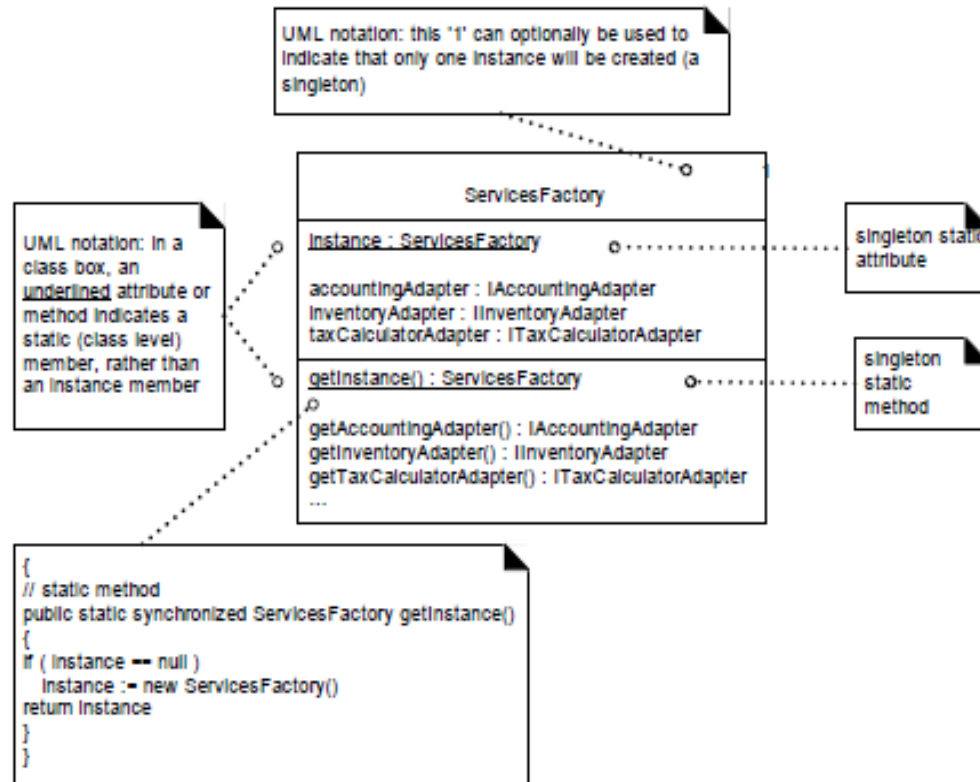 UML notation: this '1' can optionally be used to
indicate that only one instance will be created (a
singleton)
1
ServicesFactory
UML notation: in a
class box, an
underlined attribute or
method indicates a
static (class level)
member, rather than
an instance member
instance : ServicesFactory
accountingAdapter : IAccountingAdapter
inventoryAdapter : IInventoryAdapter
taxCalculatorAdapter : ITaxCalculatorAdapter
singleton static
attribute
getInstance() : ServicesFactory
getAccountingAdapter() : IAccountingAdapter
getInventoryAdapter() : IInventoryAdapter
getTaxCalculatorAdapter() : ITaxCalculatorAdapter
...
singleton
static
method
{
// static method
public static synchronized ServicesFactory getInstance()
{
if ( instance == null )
instance := new ServicesFactory()
return instance
}
}